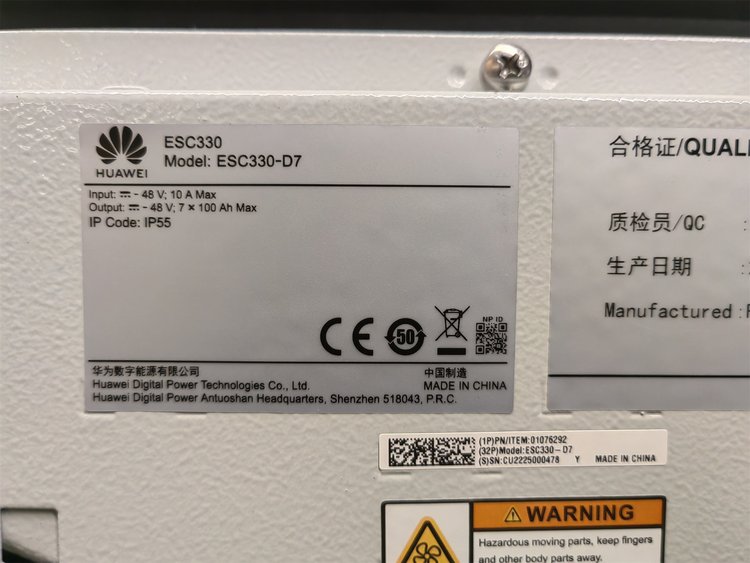 HUAWEI
ESC330
Model: ESC330-D7
Input: ⎓ - 48 V; 10 A Max
Output: ⎓ - 48 V; 7 × 100 Ah Max
IP Code: IP55
CE
50
NP ID
华为数字能源有限公司
中国制造
Huawei Digital Power Technologies Co., Ltd.
MADE IN CHINA
Huawei Digital Power Antuoshan Headquarters, Shenzhen 518043, P.R.C.
合格证/QUALI
质检员/QC :
生产日期 :
Manufactured :
(1P)PN/ITEM:01076292
(32P)Model:ESC330-D7
(S)SN:CU2225000478 Y MADE IN CHINA
WARNING
Hazardous moving parts, keep fingers
and other body parts away.